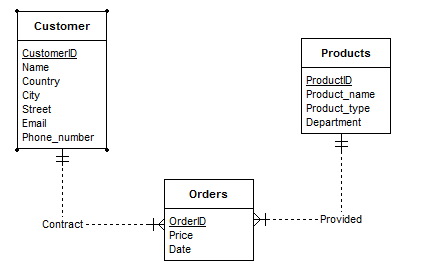 Customer
CustomerID
Name
Country
City
Street
Email
Phone_number
Products
ProductID
Product_name
Product_type
Department
Orders
OrderID
Price
Date
Contract
Provided